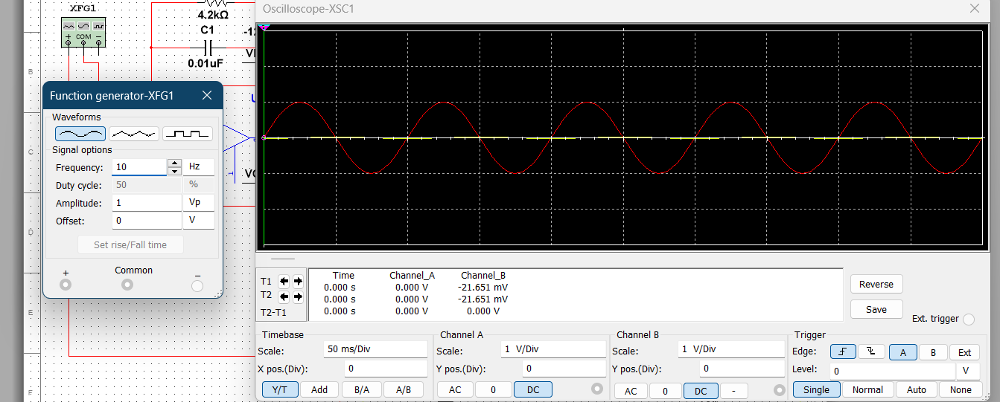 XFG1
COM
4.2kΩ
C1
0.01uF
-12
VI
U
VC
1
B
C
D
E
F
Function generator-XFG1
Waveforms
Signal options
Frequency: 10 Hz
Duty cycle: 50 %
Amplitude: 1 Vp
Offset: 0 V
Set rise/Fall time
+ Common −
Oscilloscope-XSC1
Time Channel_A Channel_B
T1 0.000 s 0.000 V -21.651 mV
T2 0.000 s 0.000 V -21.651 mV
T2-T1 0.000 s 0.000 V 0.000 V
Reverse
Save
Ext. trigger
Timebase
Scale: 50 ms/Div
X pos.(Div): 0
Y/T Add B/A A/B
Channel A
Scale: 1 V/Div
Y pos.(Div): 0
AC 0 DC
Channel B
Scale: 1 V/Div
Y pos.(Div): 0
AC 0 DC -
Trigger
Edge: A B Ext
Level: 0 V
Single Normal Auto None